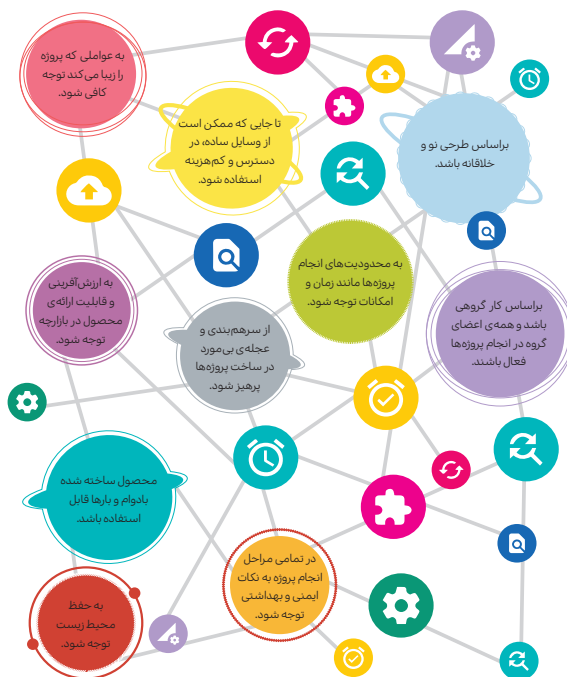 به عواملی که پروژه
را زیبا می‌کند توجه
کافی شود.
تا جایی که ممکن است
از وسایل ساده، در
دسترس و کم‌هزینه
استفاده شود.
براساس طرحی نو و
خلاقانه باشد.
به محدودیت‌های انجام
پروژه‌ها مانند زمان و
امکانات توجه شود.
به ارزش‌آفرینی
و قابلیت ارائه‌ی
محصول در بازارچه
توجه شود.
براساس کار گروهی
باشد و همه‌ی اعضای
گروه در انجام پروژه‌ها
فعال باشند.
از سرهم‌بندی و
عجله‌ی بی‌مورد
در ساخت پروژه‌ها
پرهیز شود.
محصول ساخته شده
بادوام و بارها قابل
استفاده باشد.
در تمامی مراحل
انجام پروژه به نکات
ایمنی و بهداشتی
توجه شود.
به حفظ
محیط زیست
توجه شود.